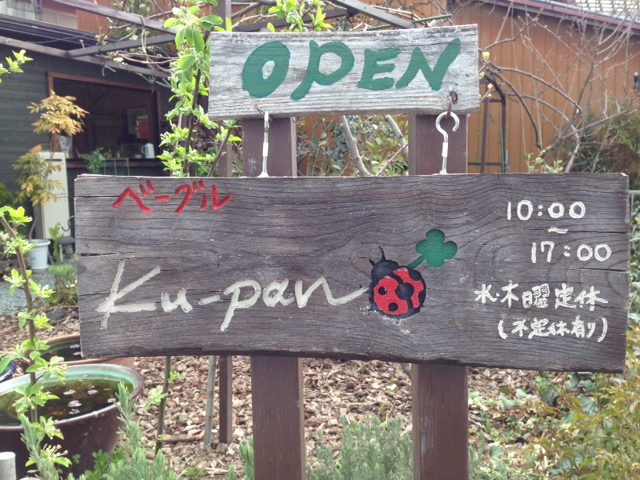 OPEN
ベーグル
Ku-pan
10:00
~
17:00
水・木曜定休
(不定休有り)